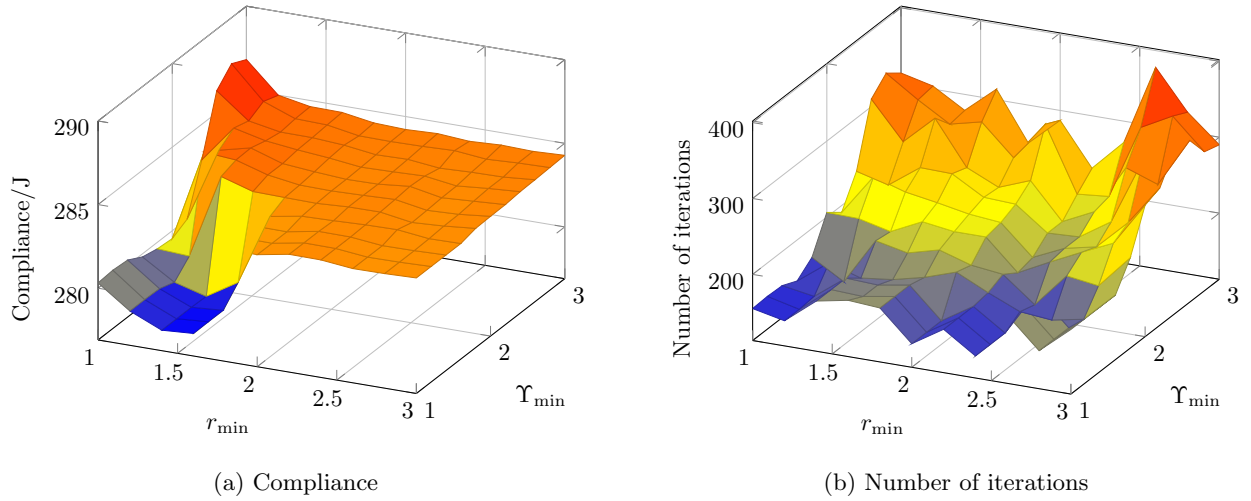 290
285
280
Compliance/J
1
1.5
2
2.5
3
1
2
3
r_min
ϒ_min
(a) Compliance
400
300
200
Number of iterations
1
1.5
2
2.5
3
1
2
3
r_min
ϒ_min
(b) Number of iterations